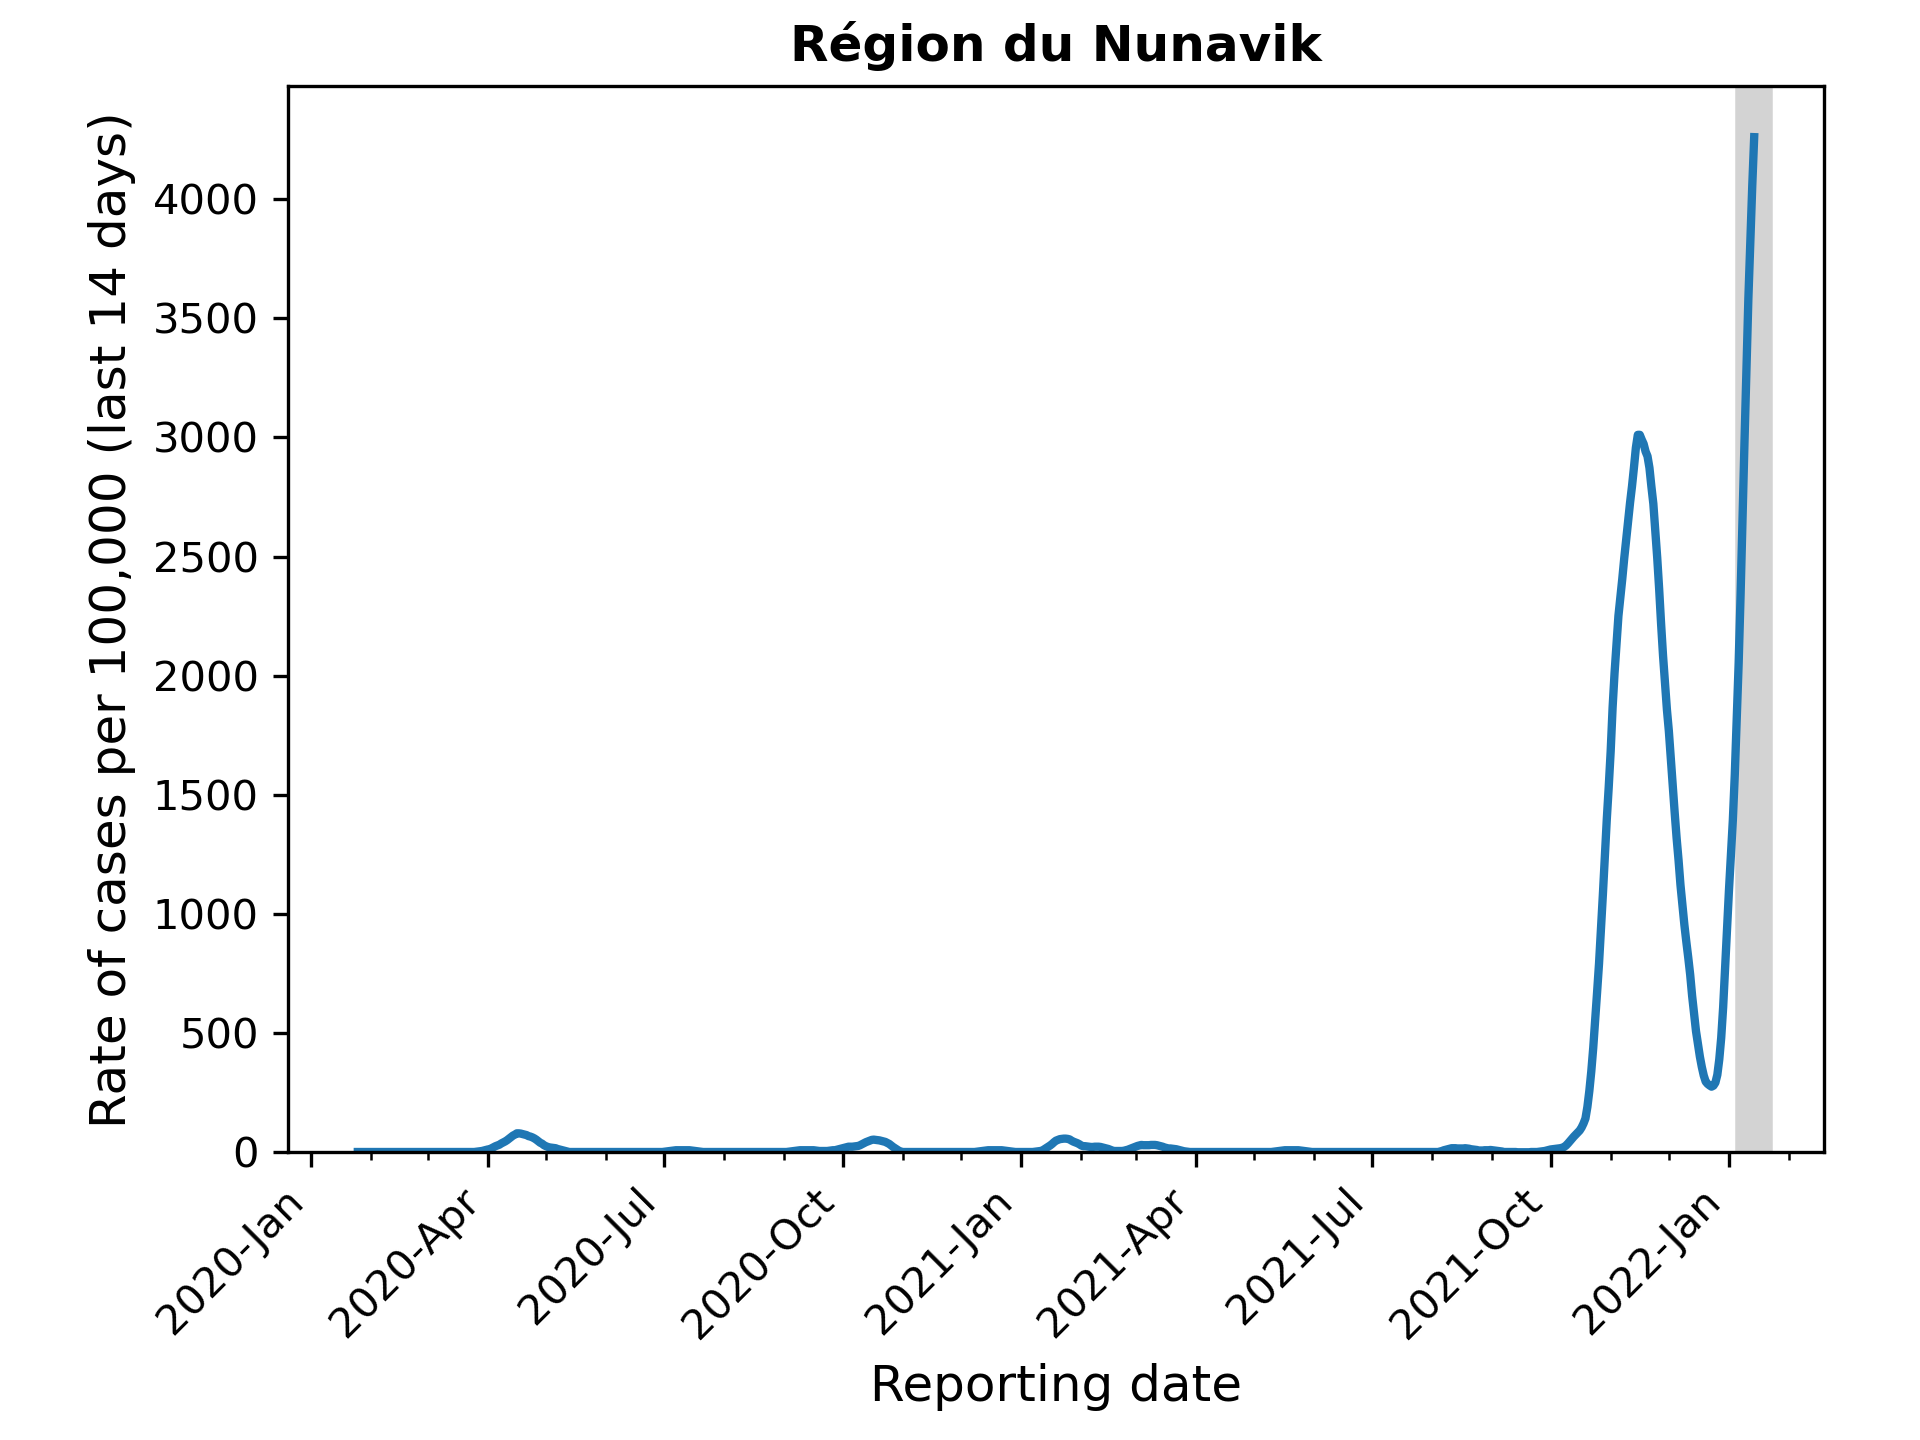 Région du Nunavik
Rate of cases per 100,000 (last 14 days)
4000
3500
3000
2500
2000
1500
1000
500
0
2020-Jan
2020-Apr
2020-Jul
2020-Oct
2021-Jan
2021-Apr
2021-Jul
2021-Oct
2022-Jan
Reporting date